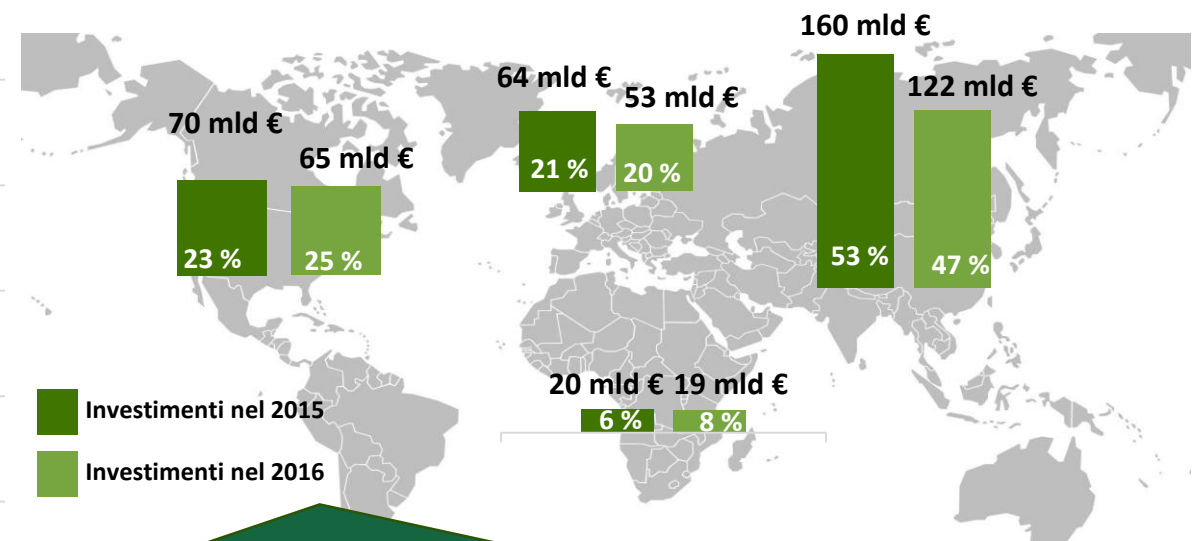 160 mld €
64 mld €
122 mld €
53 mld €
70 mld €
65 mld €
21 %
20 %
23 %
25 %
53 %
47 %
20 mld €
19 mld €
6 %
8 %
Investimenti nel 2015
Investimenti nel 2016